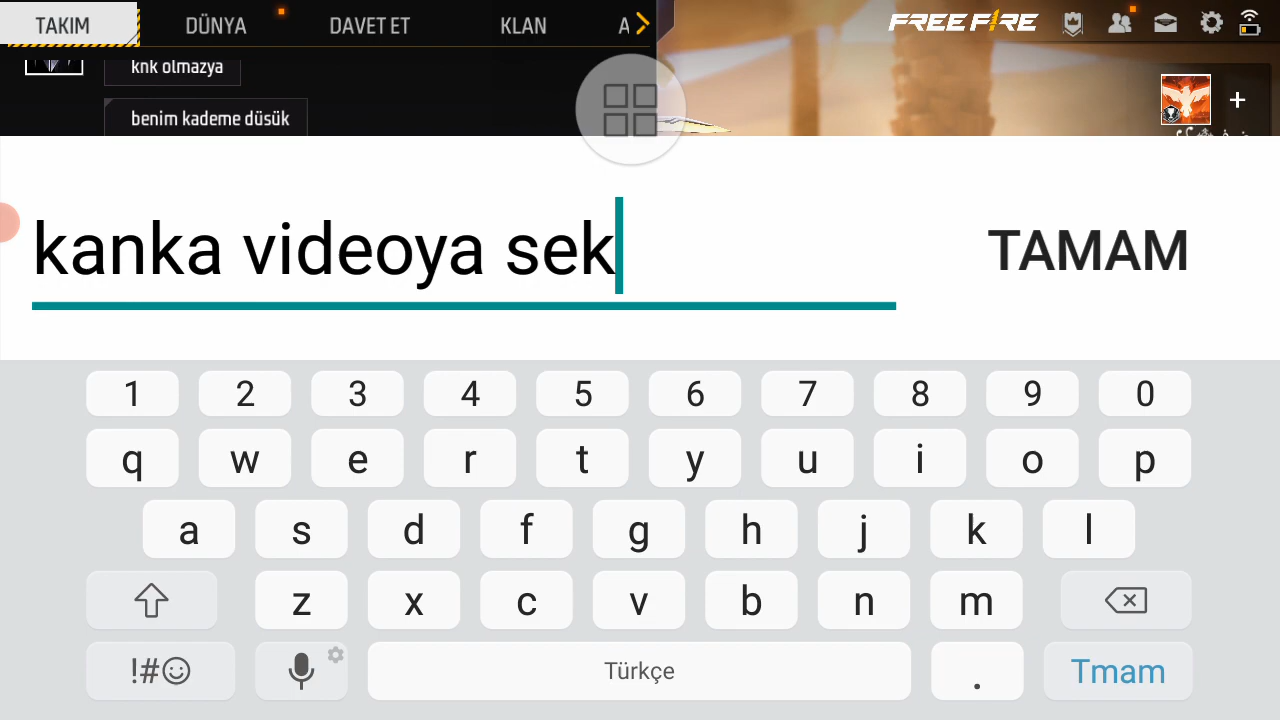 TAKIM DÜNYA DAVET ET KLAN A FREE FIRE
knk olmazya
benim kademe düsük
kanka videoya sek TAMAM
1 2 3 4 5 6 7 8 9 0
q w e r t y u i o p
a s d f g h j k l
z x c v b n m
!#☺ Türkçe . Tmam